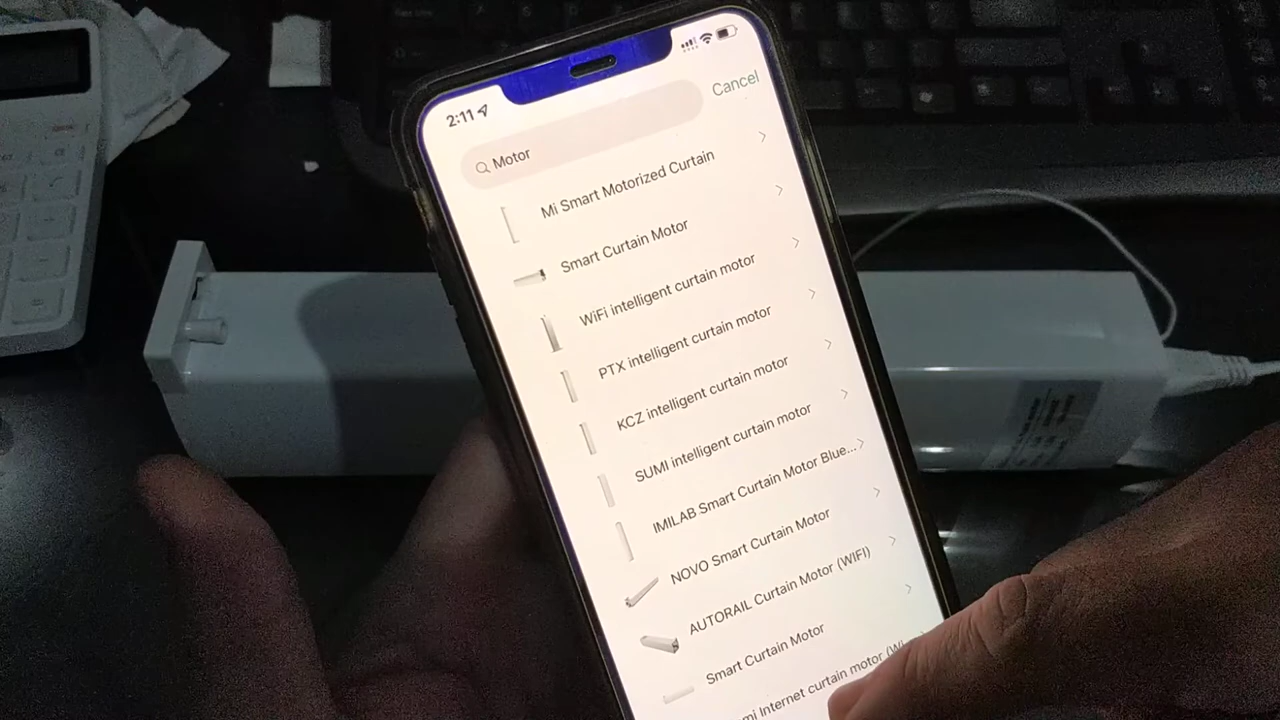 2:11
Cancel
Motor
Mi Smart Motorized Curtain
Smart Curtain Motor
WiFi intelligent curtain motor
PTX intelligent curtain motor
KCZ intelligent curtain motor
SUMI intelligent curtain motor
IMILAB Smart Curtain Motor Blue...
NOVO Smart Curtain Motor
AUTORAIL Curtain Motor (WIFI)
Smart Curtain Motor
mi Internet curtain motor (Wi